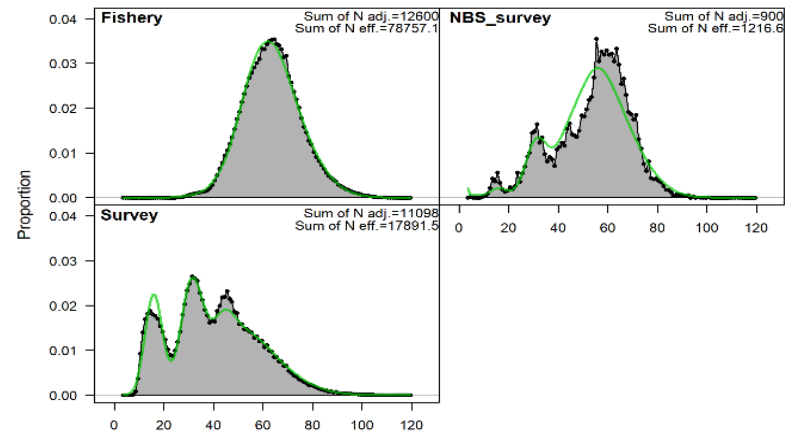 Fishery
Sum of N adj.=12600
Sum of N eff.=78757.1
NBS_survey
Sum of N adj.=900
Sum of N eff.=1216.6
0.04
0.03
0.02
0.01
0.00
Survey
Sum of N adj.=11098
Sum of N eff.=17891.5
0.04
0.03
0.02
0.01
0.00
0 20 40 60 80 100 120
0 20 40 60 80 100 120
Proportion